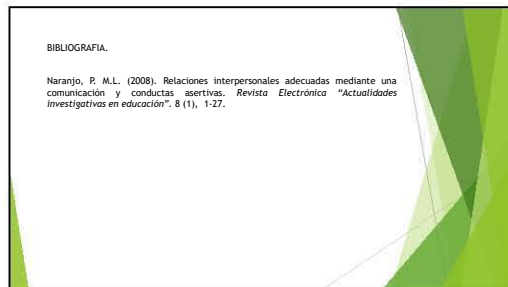 BIBLIOGRAFIA.
Naranjo, P. M.L. (2008). Relaciones interpersonales adecuadas mediante una
comunicación y conductas asertivas. Revista Electrónica “Actualidades
investigativas en educación”. 8 (1), 1-27.